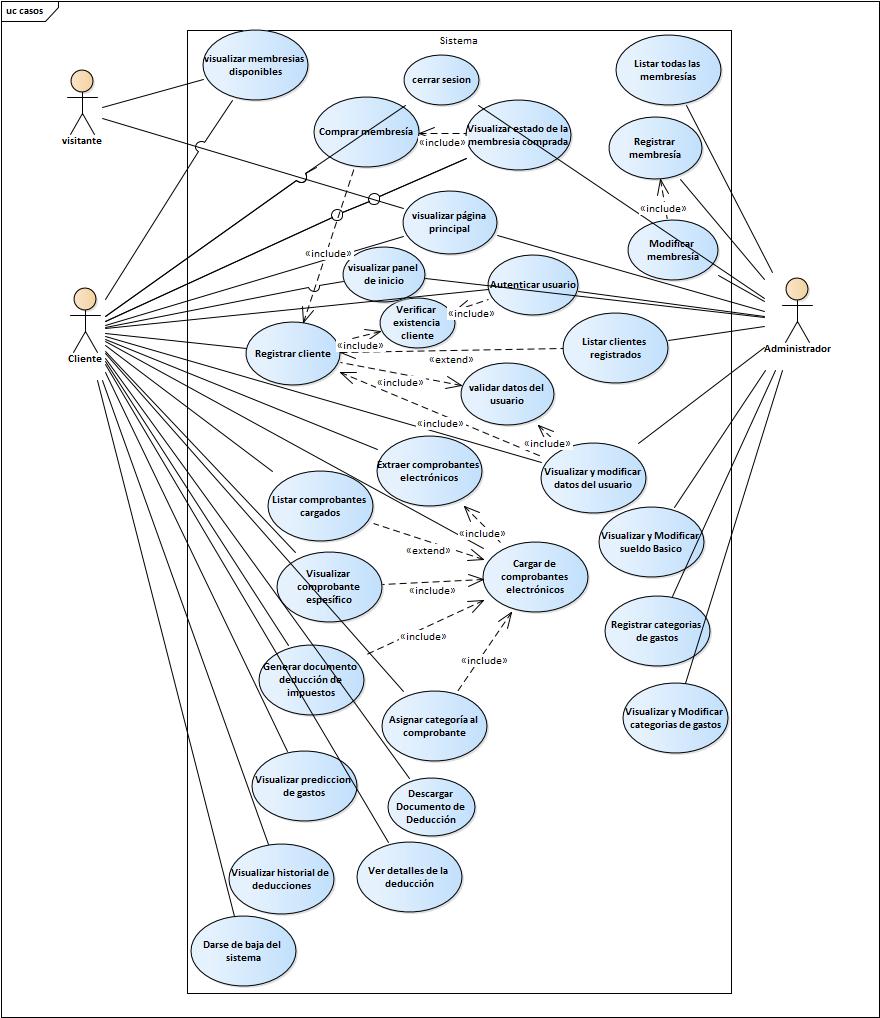 uc casos
Sistema
visualizar membresias
disponibles
cerrar sesion
Listar todas las
membresías
visitante
Comprar membresía
«include»
Visualizar estado de la
membresia comprada
Registrar
membresía
«include»
visualizar página
principal
Modificar
membresía
«include»
visualizar panel
de inicio
Autenticar usuario
Verificar
existencia
cliente
«include»
Cliente
Registrar cliente
«include»
«extend»
Listar clientes
registrados
Administrador
«include»
validar datos del
usuario
«include»
«include»
Extraer comprobantes
electrónicos
Visualizar y modificar
datos del usuario
Listar comprobantes
cargados
«include»
«extend»
Visualizar y Modificar
sueldo Basico
Visualizar
comprobante
espesífico
«include»
Cargar de
comprobantes
electrónicos
«include»
Registrar categorias
de gastos
«include»
Generar documento
deducción de
impuestos
Asignar categoría al
comprobante
Visualizar y Modificar
categorias de gastos
Visualizar prediccion
de gastos
Descargar
Documento de
Deducción
Visualizar historial de
deducciones
Ver detalles de la
deducción
Darse de baja del
sistema